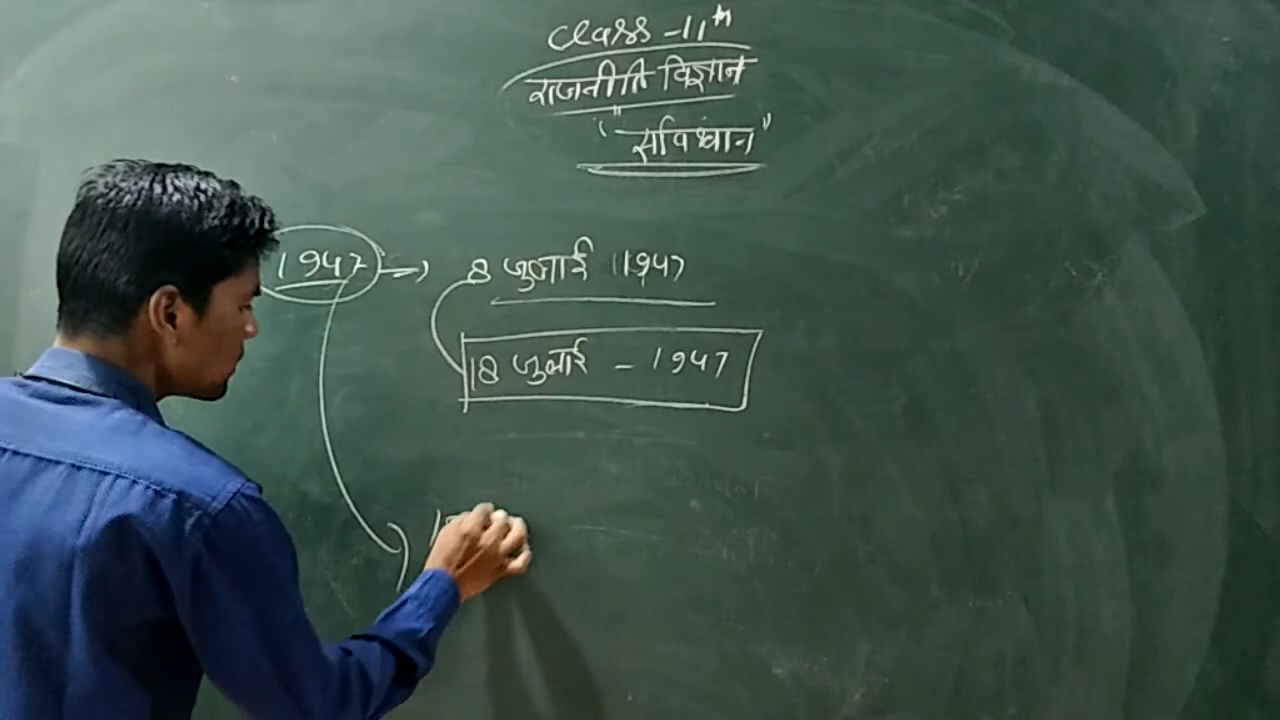 Class-11th
राजनीति विज्ञान
"संविधान"
1947 => 8 जुलाई 1947
18 जुलाई - 1947